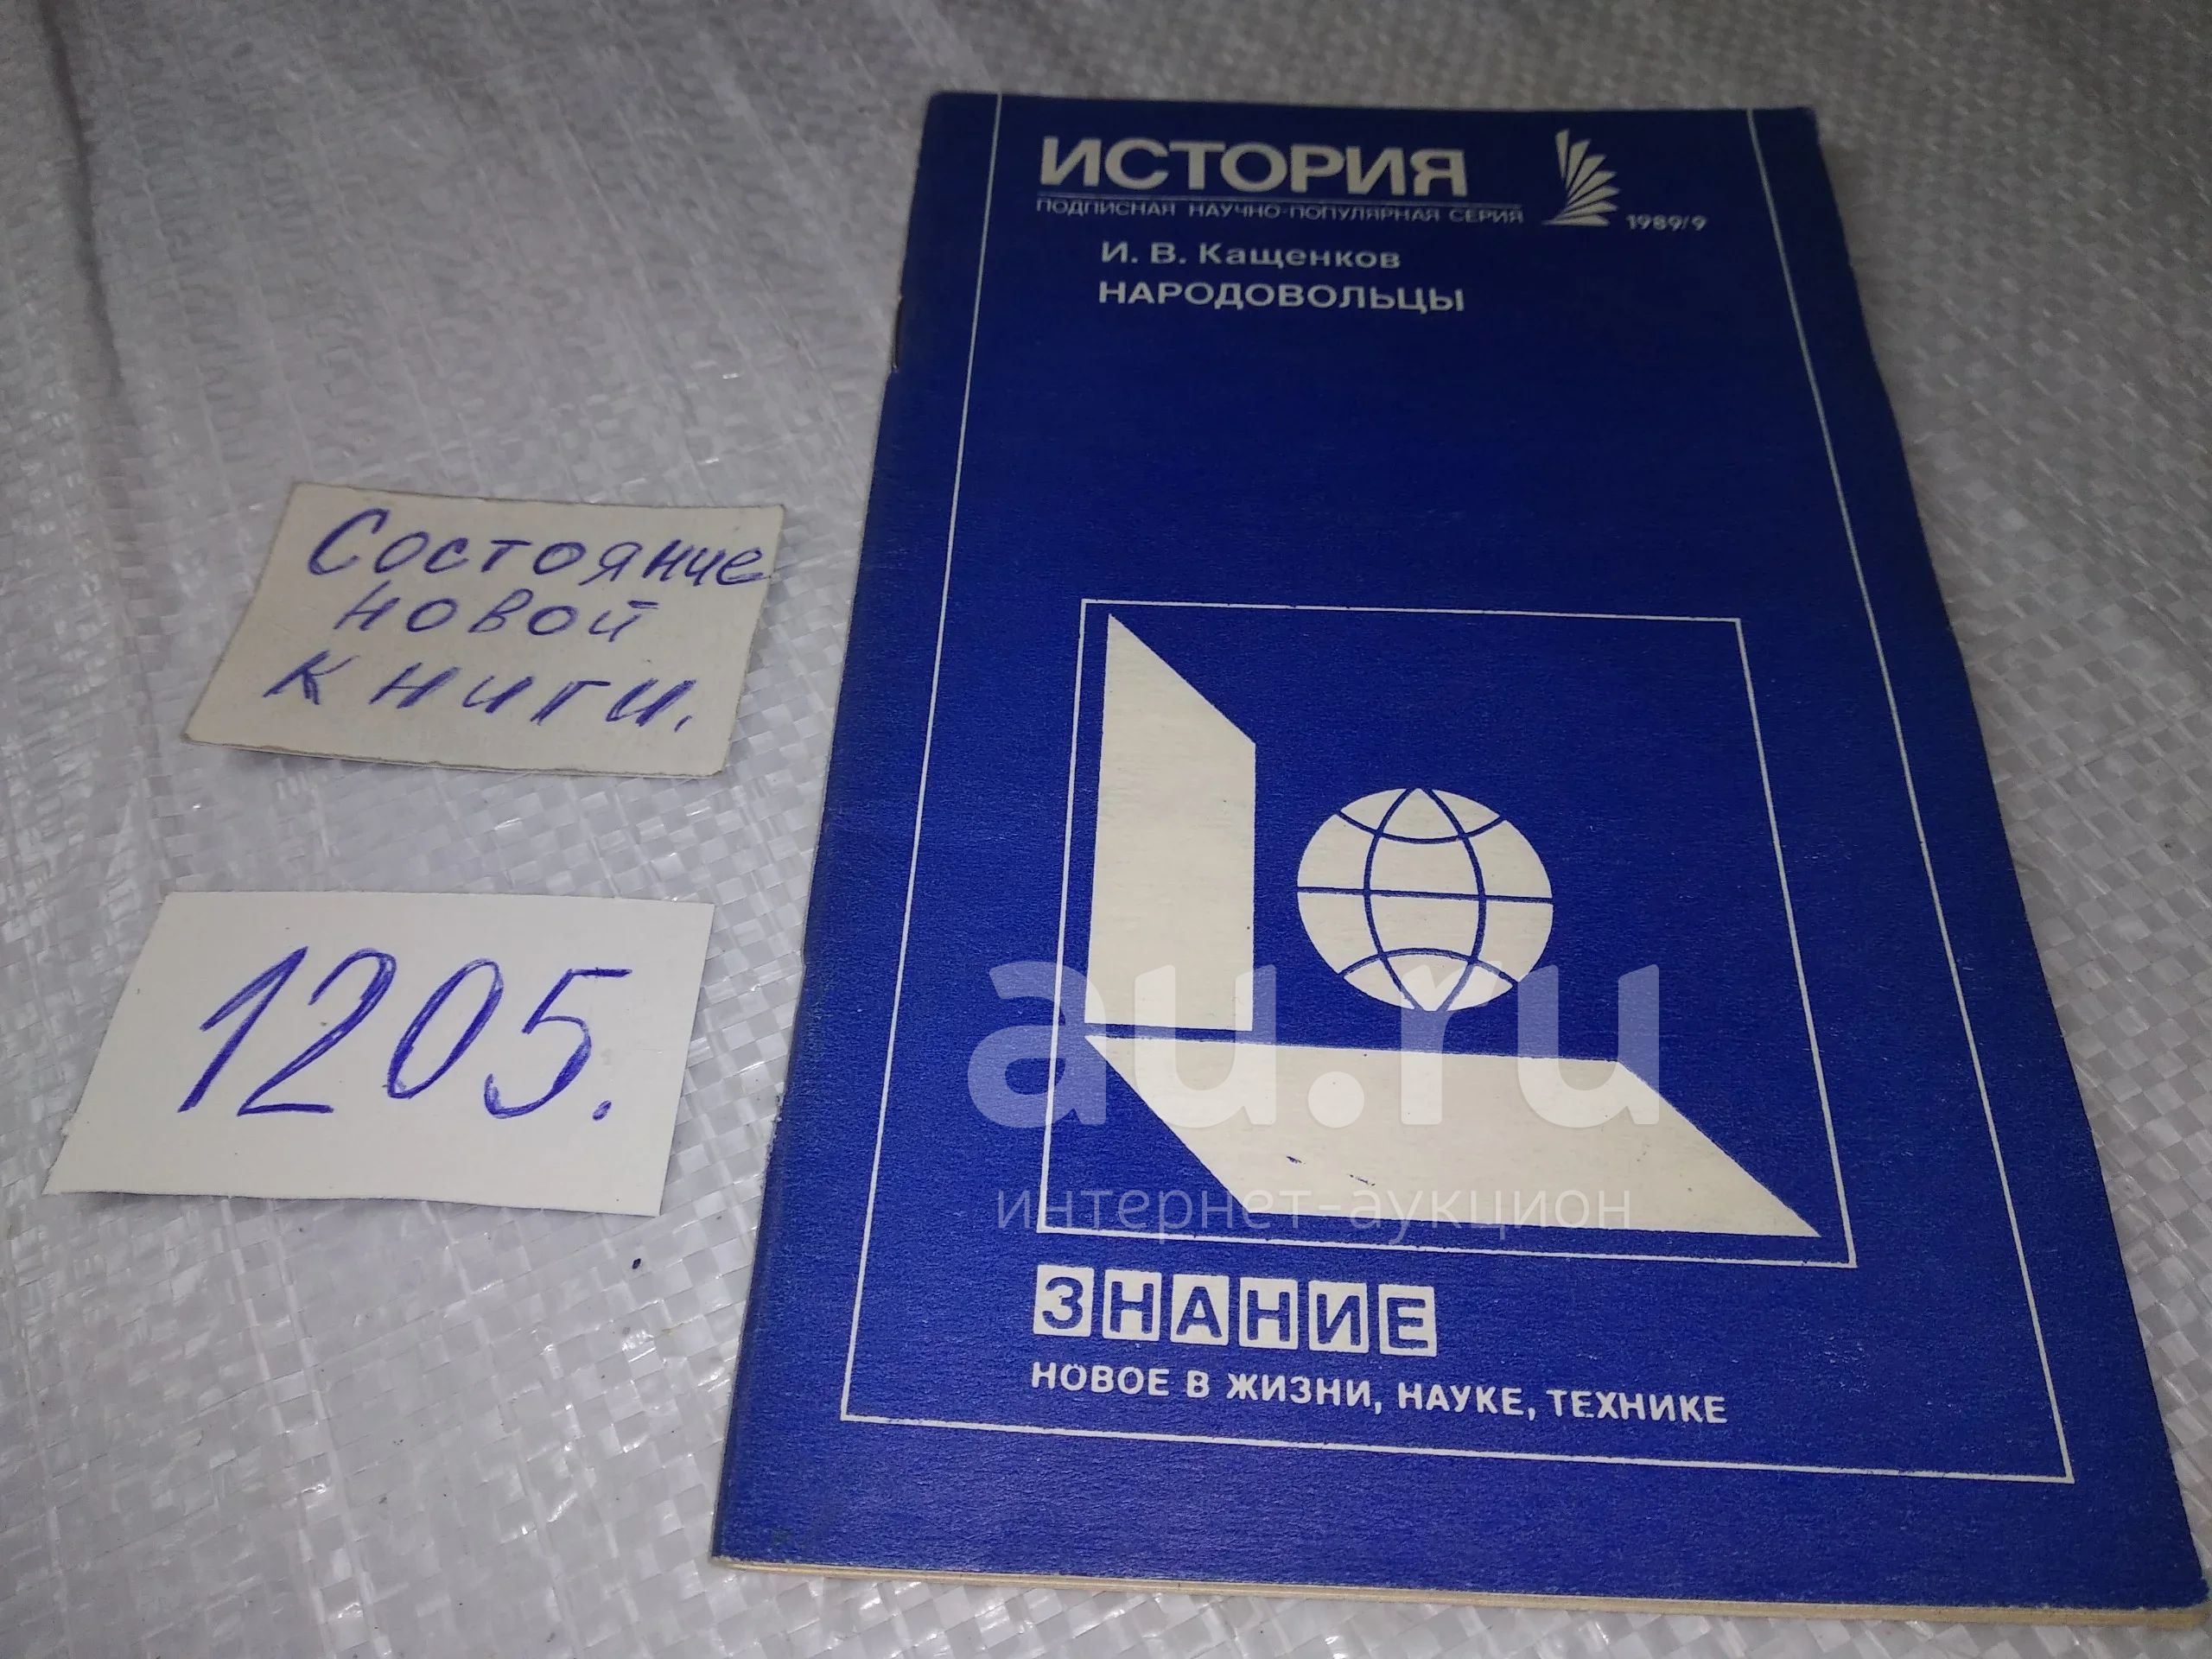 ИСТОРИЯ
ПОДПИСНАЯ НАУЧНО-ПОПУЛЯРНАЯ СЕРИЯ
1989/9
И. В. Кащенков
НАРОДОВОЛЬЦЫ
Состояние
новой
книги.
1205.
au.ru
интернет-аукцион
ЗНАНИЕ
НОВОЕ В ЖИЗНИ, НАУКЕ, ТЕХНИКЕ